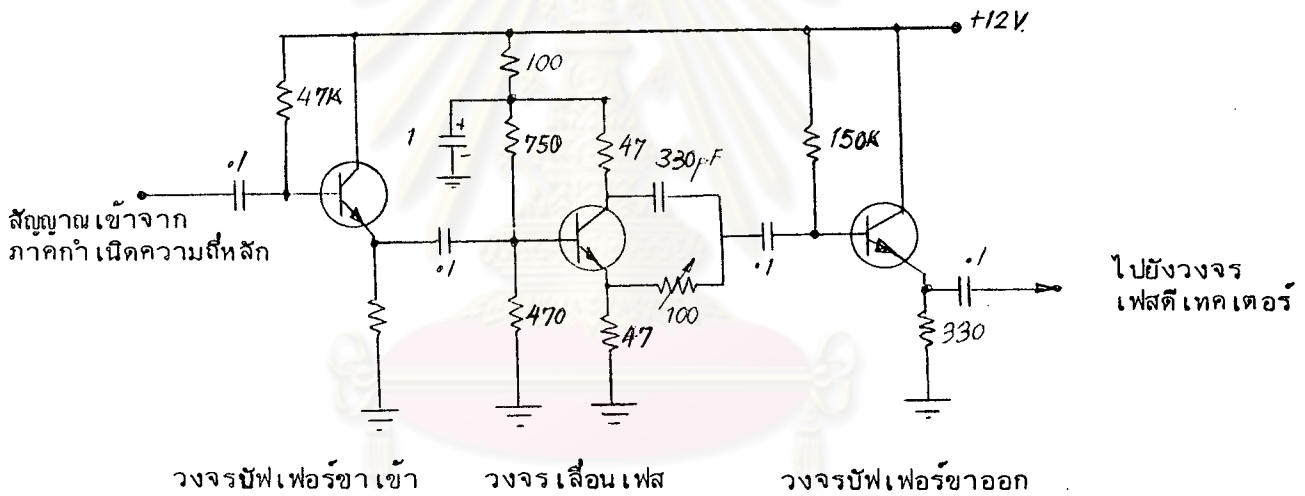 +12V.
100
47K
1
+
-
750
47
330pF
150K
.1
สัญญาณเข้าจาก
ภาคกำเนิดความถี่หลัก
.1
.1
.1
ไปยังวงจร
เฟสดีเทคเตอร์
470
100
47
330
วงจรบัฟเฟอร์ขาเข้า
วงจรเลื่อนเฟส
วงจรบัฟเฟอร์ขาออก